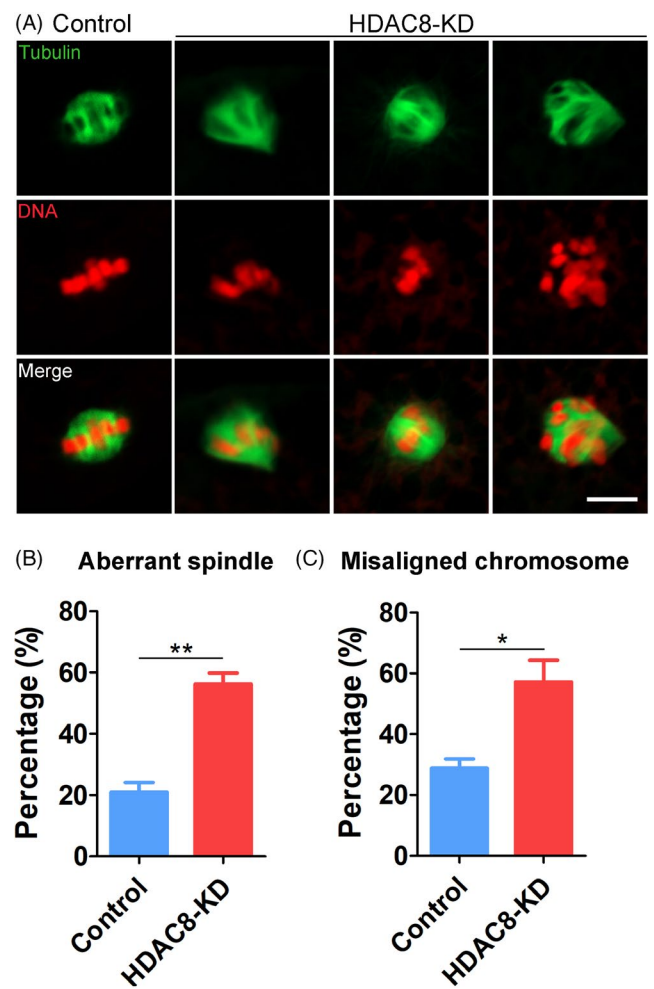 (A) Control HDAC8-KD
Tubulin
DNA
Merge
(B) Aberrant spindle (C) Misaligned chromosome
Percentage (%)
80
60
40
20
0
**
Control
HDAC8-KD
Percentage (%)
80
60
40
20
0
*
Control
HDAC8-KD